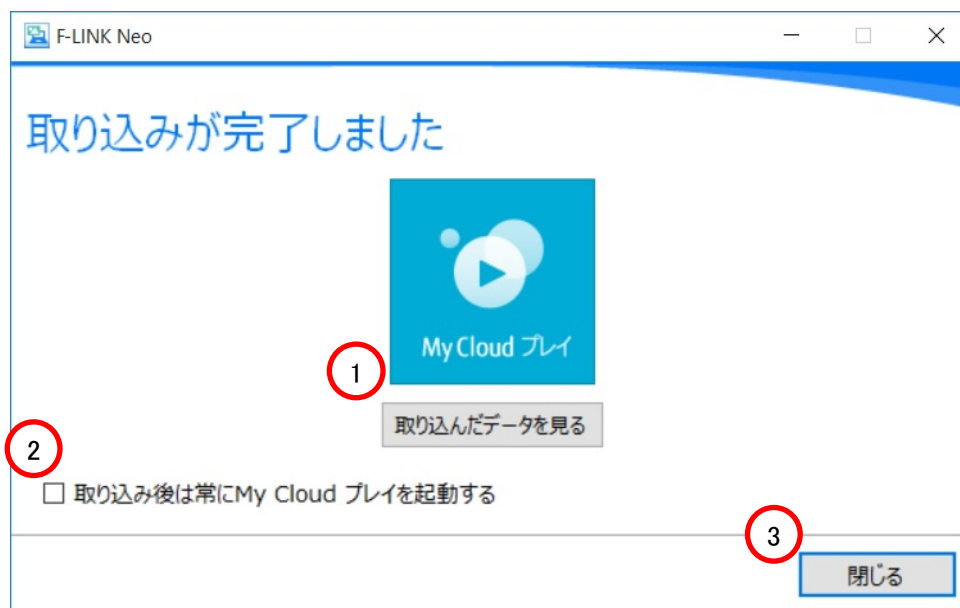 F-LINK Neo
取り込みが完了しました
My Cloud プレイ
1
取り込んだデータを見る
2
取り込み後は常にMy Cloud プレイを起動する
3
閉じる